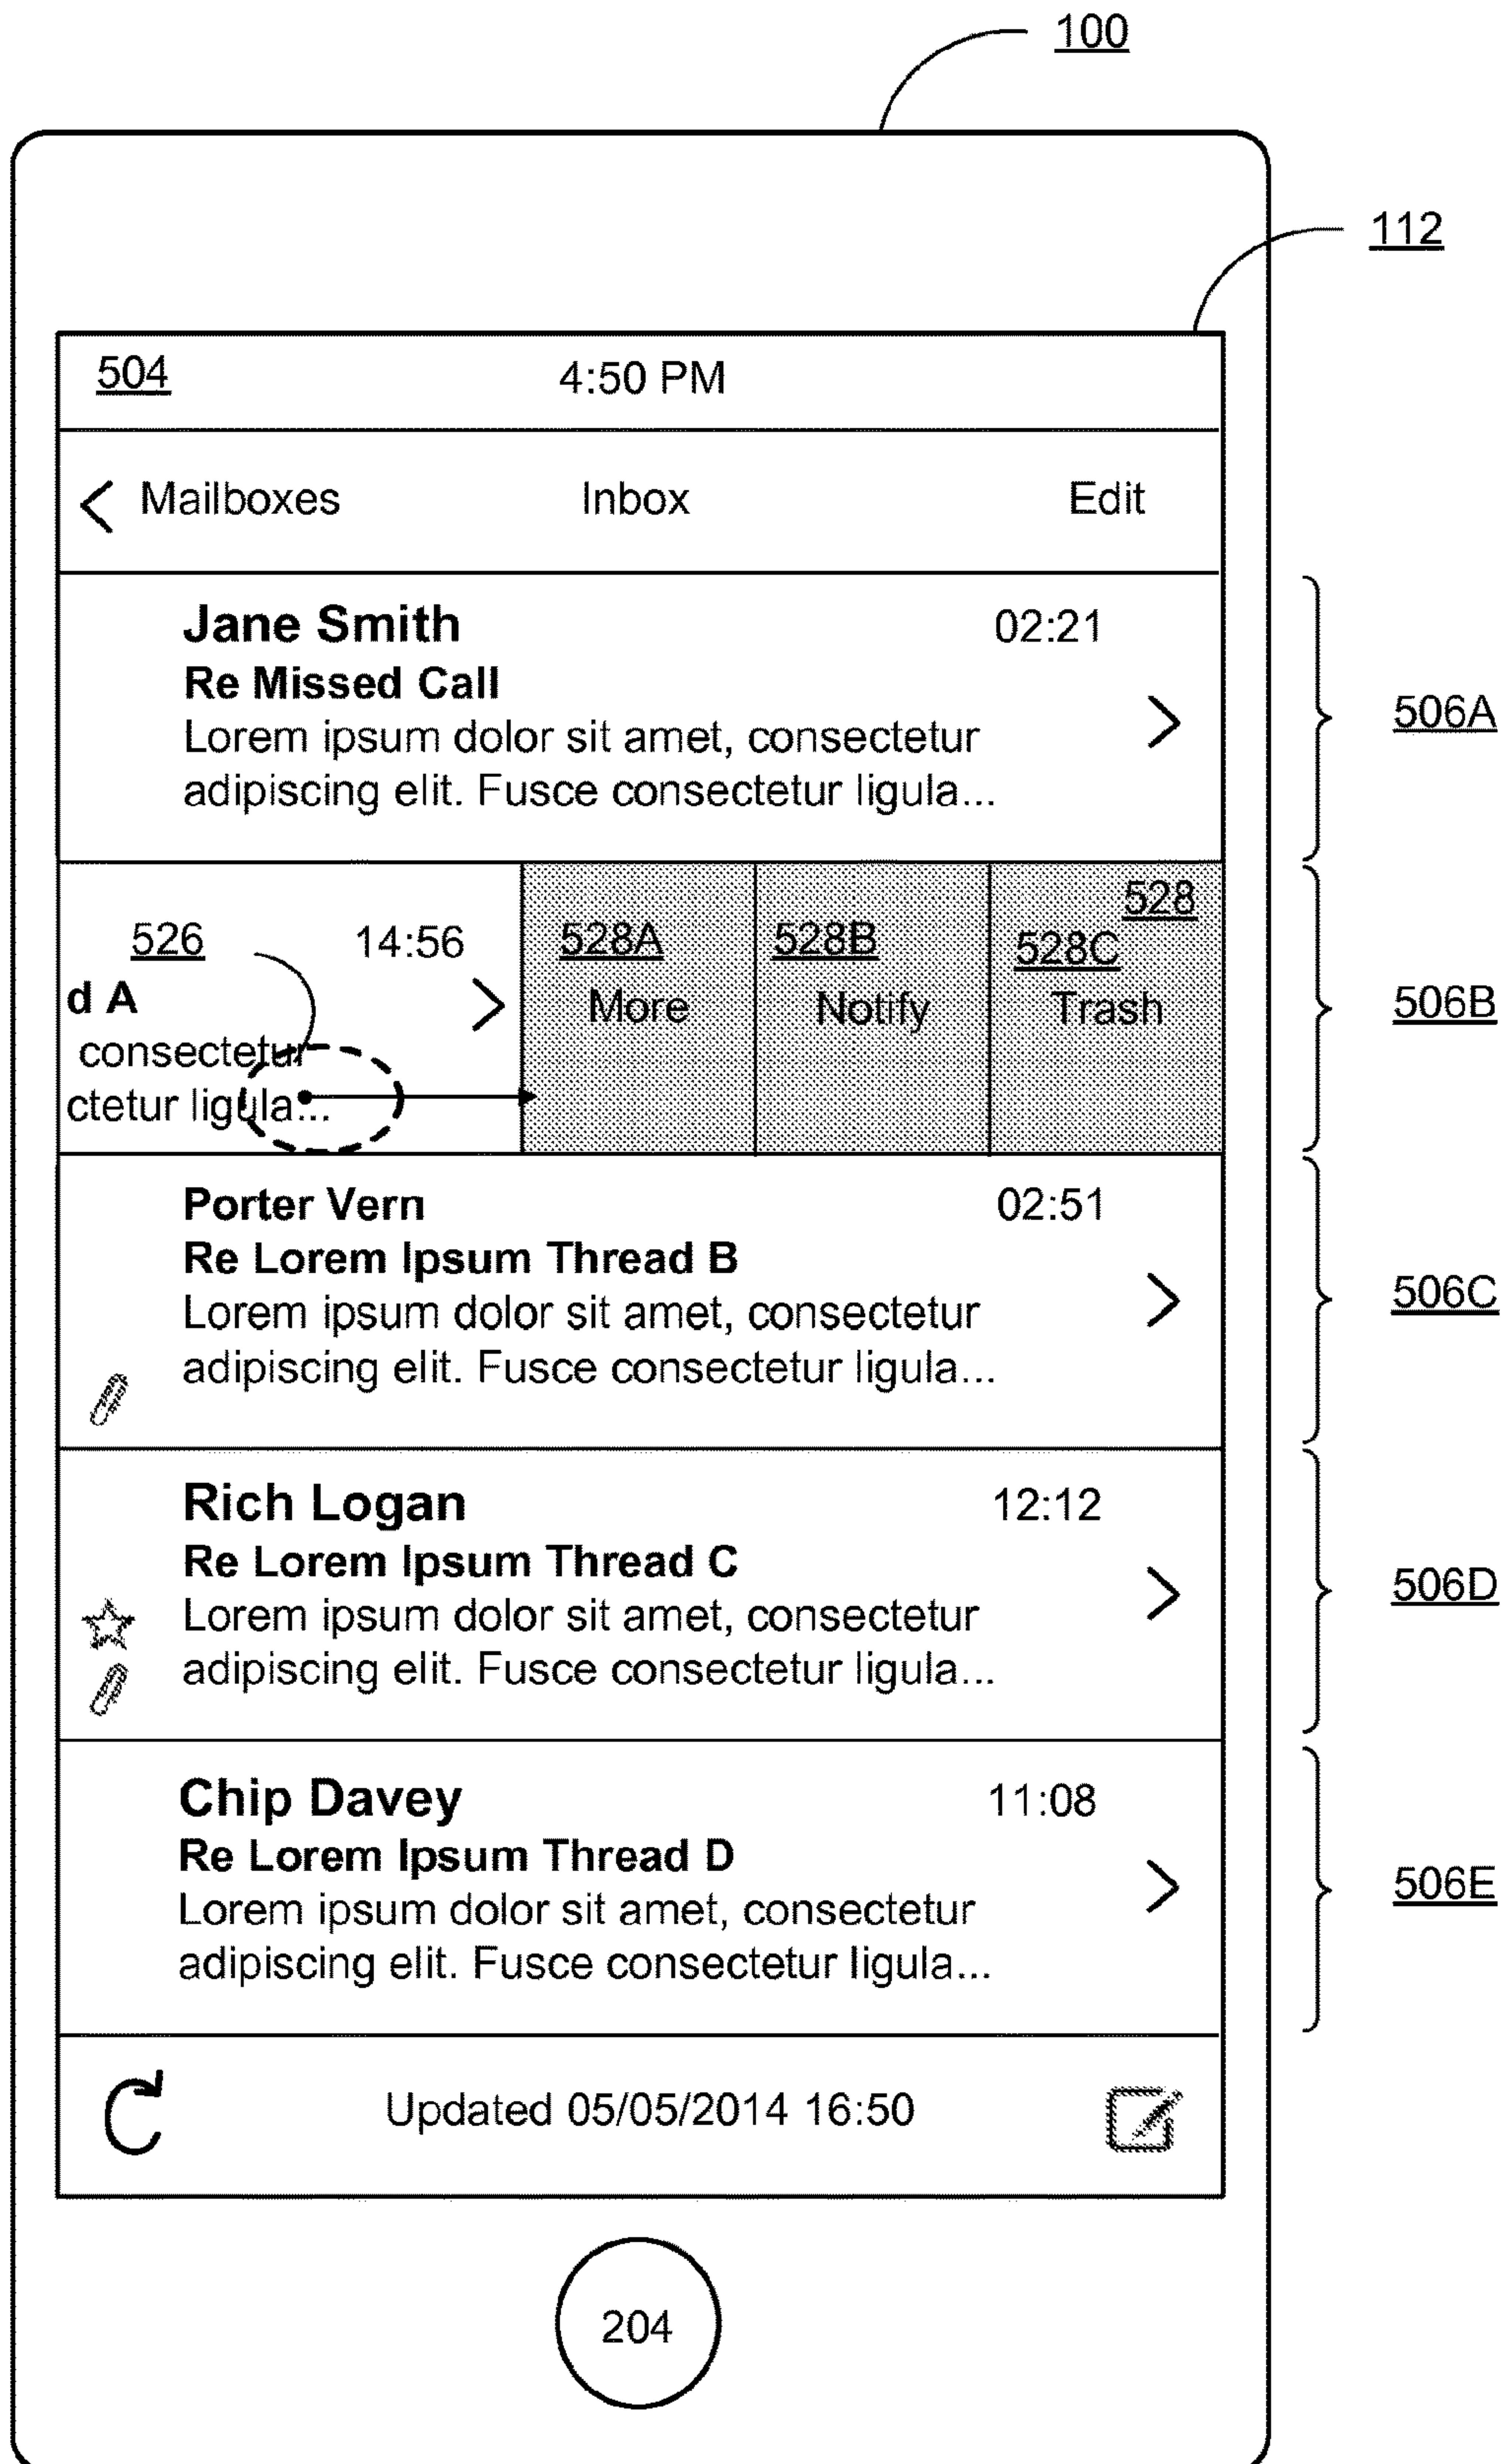 100
112
504 4:50 PM
Mailboxes Inbox Edit
Jane Smith 02:21
Re Missed Call
Lorem ipsum dolor sit amet, consectetur
adipiscing elit. Fusce consectetur ligula...
506A
528
526 14:56 528A 528B 528C
d A More Notify Trash
consectetur
ctetur ligula...
506B
Porter Vern 02:51
Re Lorem Ipsum Thread B
Lorem ipsum dolor sit amet, consectetur
adipiscing elit. Fusce consectetur ligula...
506C
Rich Logan 12:12
Re Lorem Ipsum Thread C
Lorem ipsum dolor sit amet, consectetur
adipiscing elit. Fusce consectetur ligula...
506D
Chip Davey 11:08
Re Lorem Ipsum Thread D
Lorem ipsum dolor sit amet, consectetur
adipiscing elit. Fusce consectetur ligula...
506E
Updated 05/05/2014 16:50
204